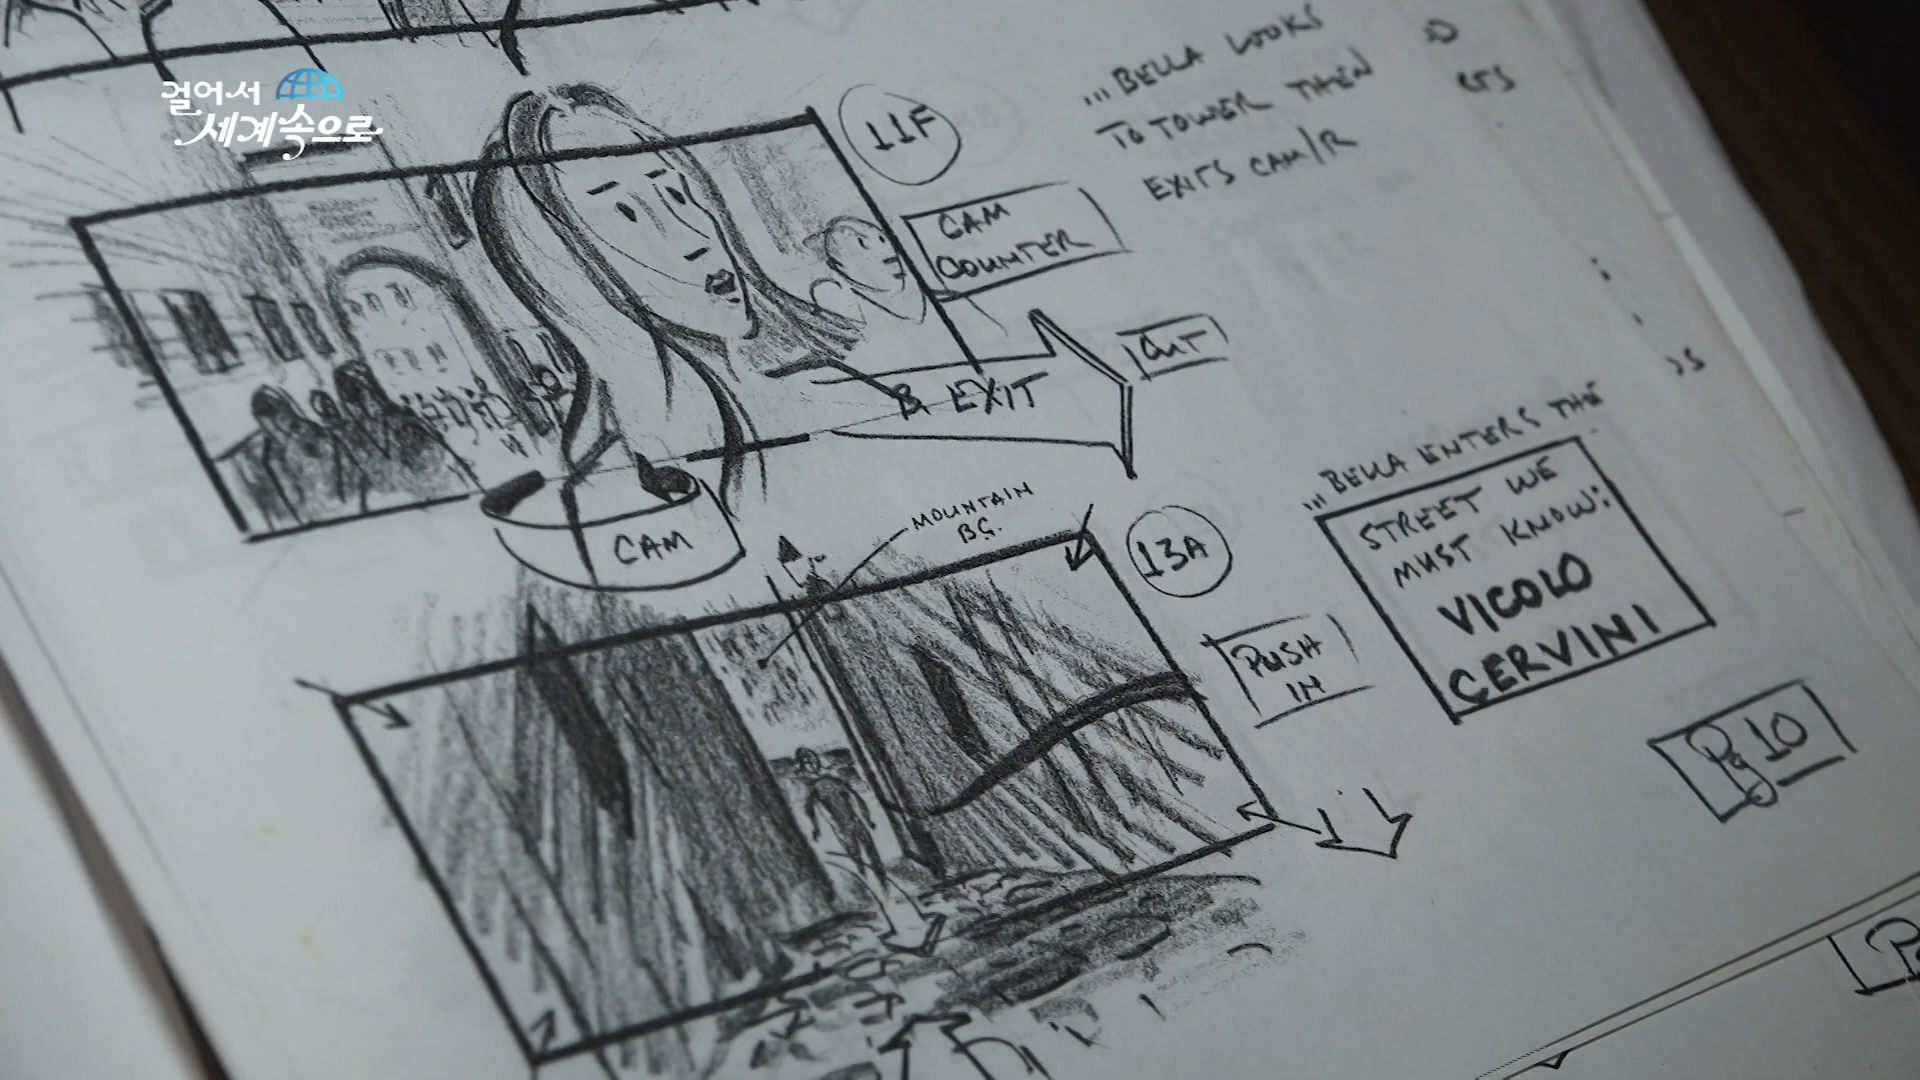 걸어서
세계속으로
11F
...BELLA LOOKS
TO TOWER THEN
EXITS CAM/R
CAM
COUNTER
CUT
B. EXIT
CAM
MOUNTAIN
BG.
13A
PUSH
IN
...BELLA ENTERS THE
STREET WE
MUST KNOW:
VICOLO
CERVINI
Pg 10